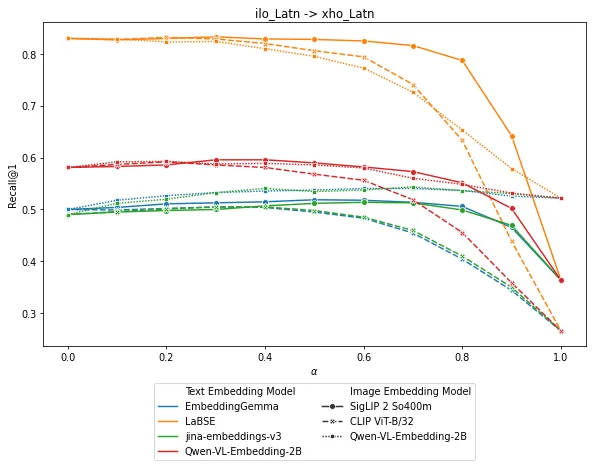 ilo_Latn -> xho_Latn
Recall@1
0.8
0.7
0.6
0.5
0.4
0.3
0.0
0.2
0.4
0.6
0.8
1.0
α
Text Embedding Model
EmbeddingGemma
LaBSE
jina-embeddings-v3
Qwen-VL-Embedding-2B
Image Embedding Model
SigLIP 2 So400m
CLIP ViT-B/32
Qwen-VL-Embedding-2B